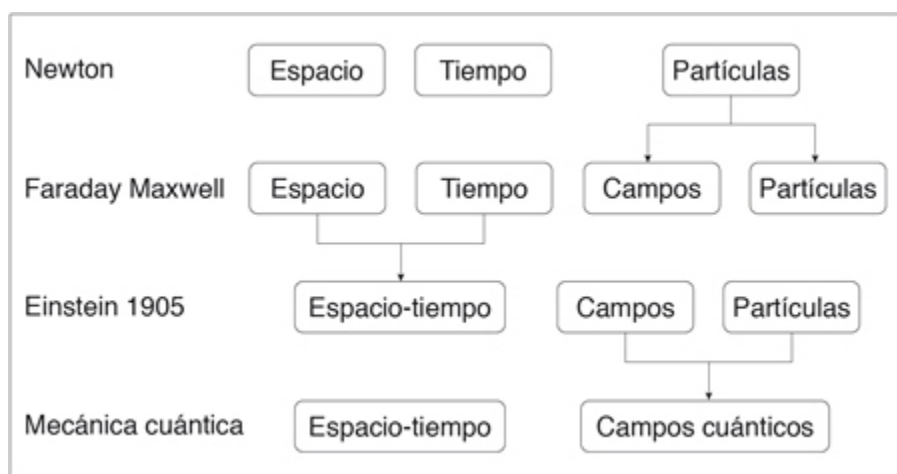 Newton Espacio Tiempo Partículas
Faraday Maxwell Espacio Tiempo Campos Partículas
Einstein 1905 Espacio-tiempo Campos Partículas
Mecánica cuántica Espacio-tiempo Campos cuánticos